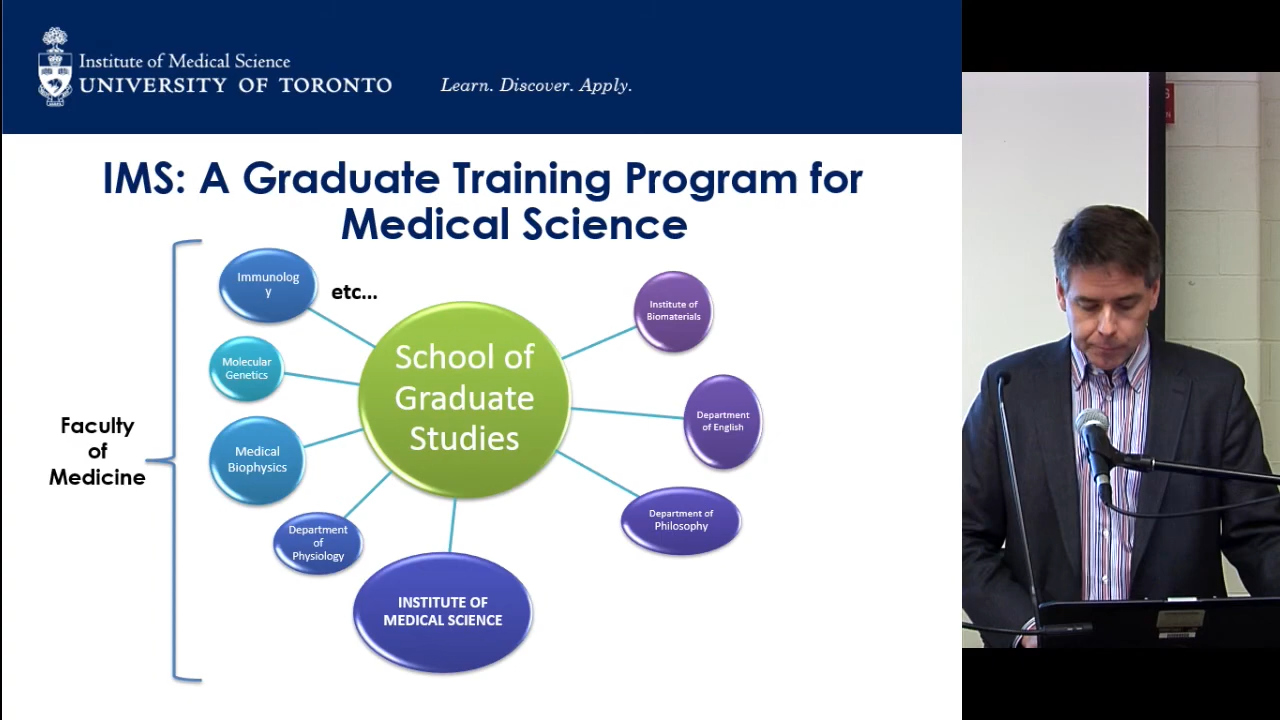 Institute of Medical Science
UNIVERSITY OF TORONTO
Learn. Discover. Apply.
IMS: A Graduate Training Program for
Medical Science
Immunolog
y
etc...
Institute of
Biomaterials
School of
Graduate
Studies
Molecular
Genetics
Department
of English
Faculty
of
Medicine
Medical
Biophysics
Department of
Philosophy
Department
of
Physiology
INSTITUTE OF
MEDICAL SCIENCE